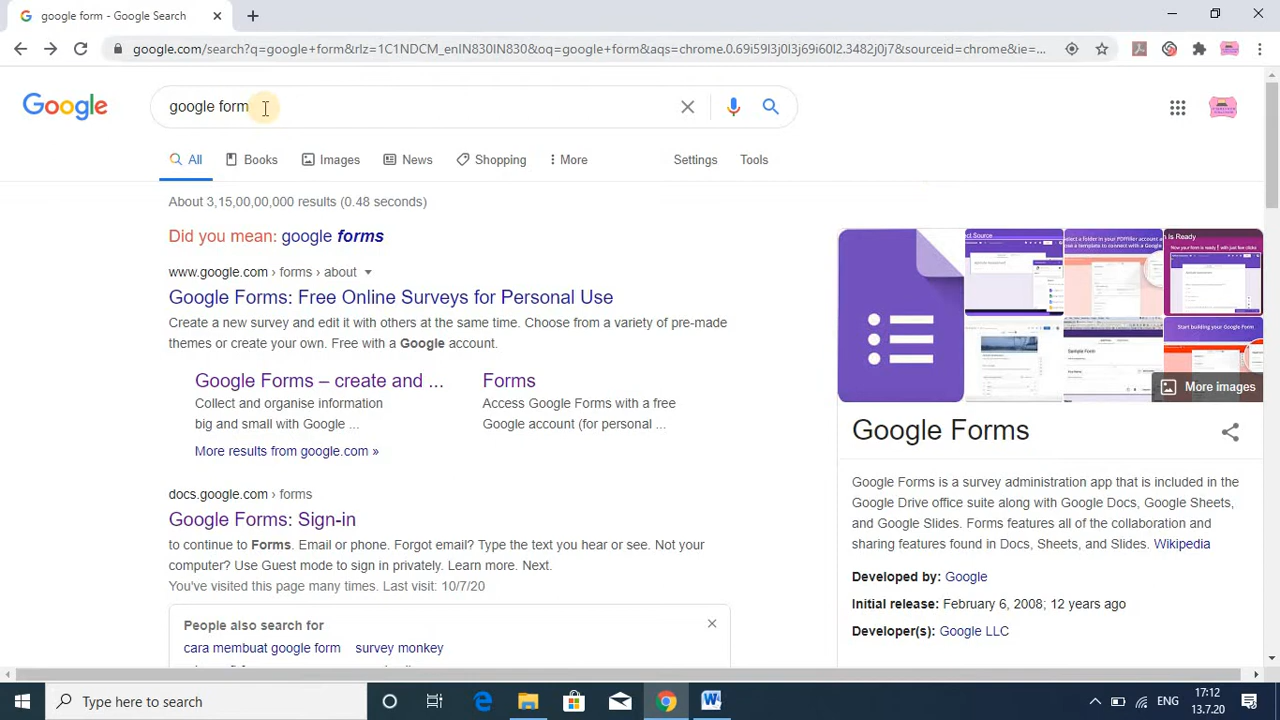 google form - Google Search
google.com/search?q=google+form&rlz=1C1NDCM_enIN830IN830&oq=google+form&aqs=chrome.0.69i59l3j0l3j69i60l2.3482j0j7&sourceid=chrome&ie=...
Google
google form
All
Books
Images
News
Shopping
More
Settings
Tools
About 3,15,00,00,000 results (0.48 seconds)
Did you mean: google forms
www.google.com › forms › about
Google Forms: Free Online Surveys for Personal Use
Create a new survey and edit it with others at the same time. Choose from a variety of pre-made
themes or create your own. Free with a Google account.
Google Forms – create and ...
Collect and organise information
big and small with Google ...
Forms
Access Google Forms with a free
Google account (for personal ...
More results from google.com »
docs.google.com › forms
Google Forms: Sign-in
to continue to Forms. Email or phone. Forgot email? Type the text you hear or see. Not your
computer? Use Guest mode to sign in privately. Learn more. Next.
You've visited this page many times. Last visit: 10/7/20
People also search for
cara membuat google form
survey monkey
More images
Google Forms
Google Forms is a survey administration app that is included in the
Google Drive office suite along with Google Docs, Google Sheets,
and Google Slides. Forms features all of the collaboration and
sharing features found in Docs, Sheets, and Slides. Wikipedia
Developed by: Google
Initial release: February 6, 2008; 12 years ago
Developer(s): Google LLC
Type here to search
ENG
17:12
13.7.20